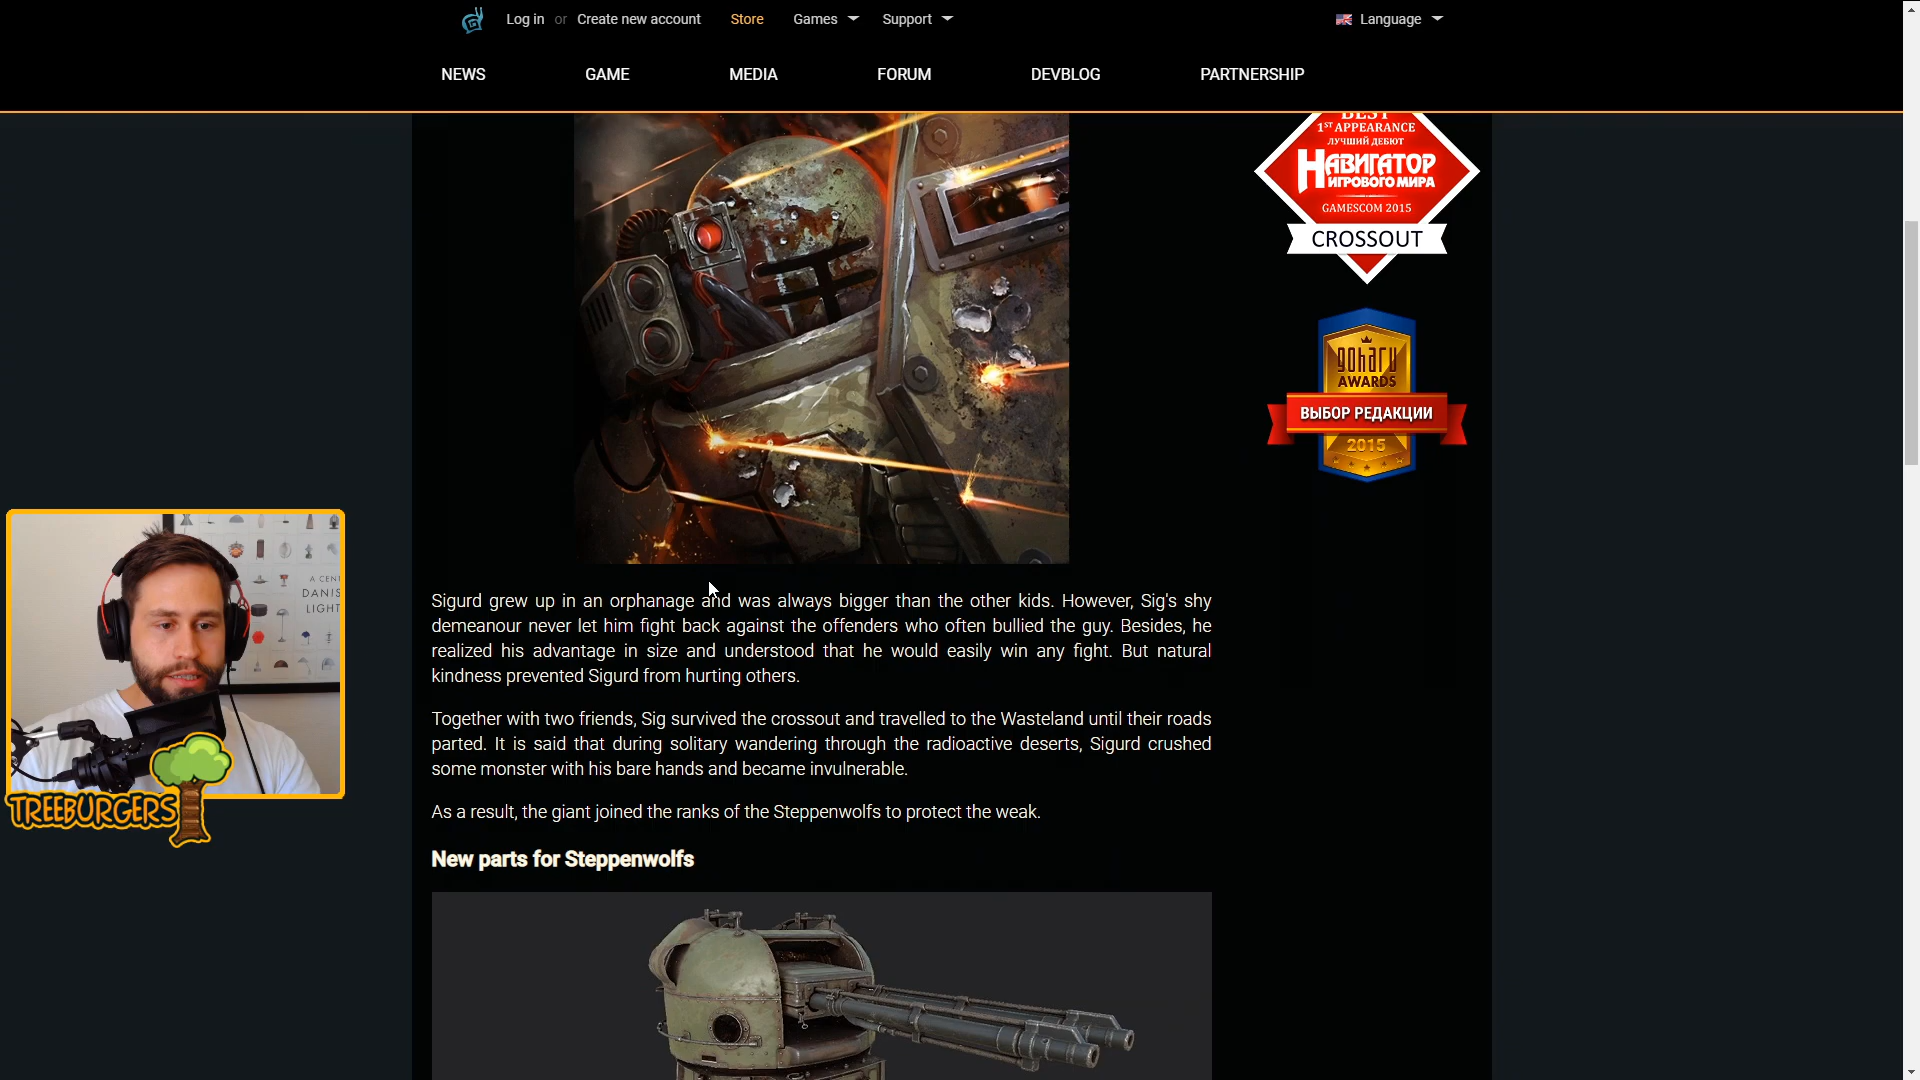 Log in or Create new account Store Games Support Language
NEWS GAME MEDIA FORUM DEVBLOG PARTNERSHIP
BEST
1ST APPEARANCE
ЛУЧШИЙ ДЕБЮТ
НАВИГАТОР
ИГРОВОГО МИРА
GAMESCOM 2015
CROSSOUT
goharu
AWARDS
ВЫБОР РЕДАКЦИИ
2015
A CEN
DANIS
LIGHT
TREEBURGERS
Sigurd grew up in an orphanage and was always bigger than the other kids. However, Sig's shy
demeanour never let him fight back against the offenders who often bullied the guy. Besides, he
realized his advantage in size and understood that he would easily win any fight. But natural
kindness prevented Sigurd from hurting others.
Together with two friends, Sig survived the crossout and travelled to the Wasteland until their roads
parted. It is said that during solitary wandering through the radioactive deserts, Sigurd crushed
some monster with his bare hands and became invulnerable.
As a result, the giant joined the ranks of the Steppenwolfs to protect the weak.
New parts for Steppenwolfs